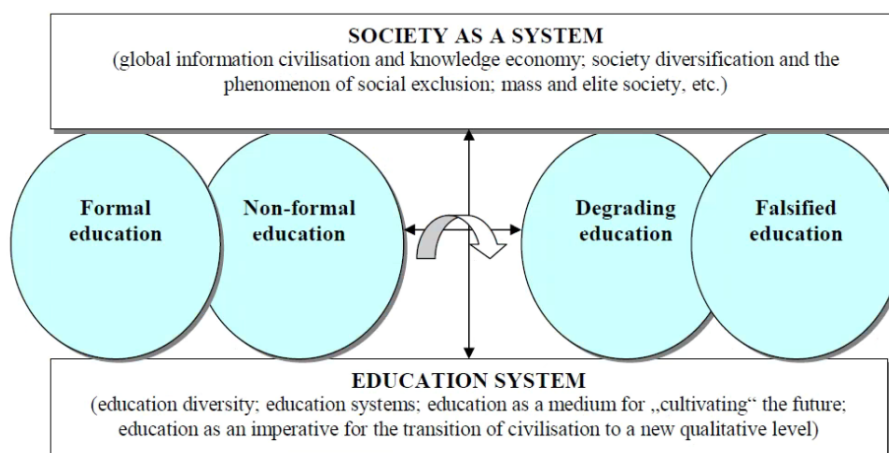 SOCIETY AS A SYSTEM
(global information civilisation and knowledge economy; society diversification and the
phenomenon of social exclusion; mass and elite society, etc.)
Formal
education
Non-formal
education
Degrading
education
Falsified
education
EDUCATION SYSTEM
(education diversity; education systems; education as a medium for „cultivating“ the future;
education as an imperative for the transition of civilisation to a new qualitative level)